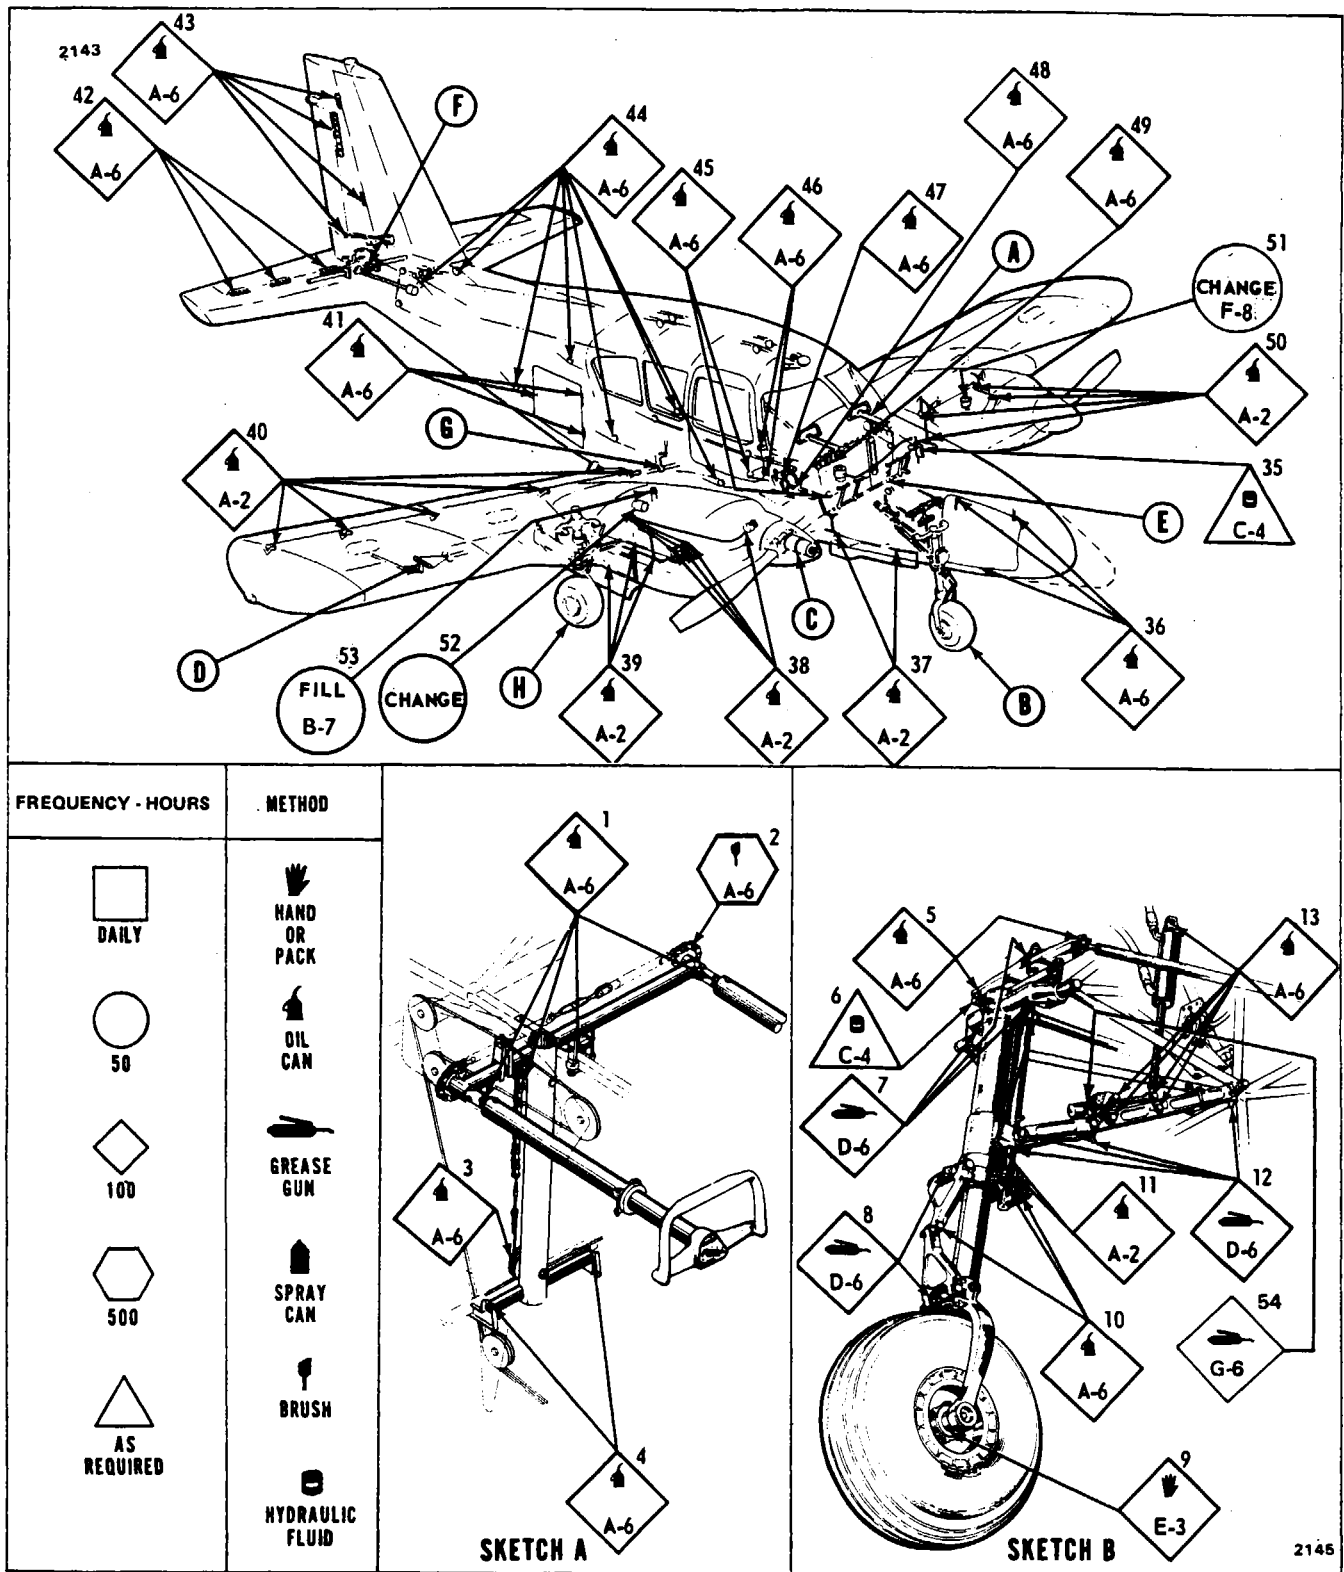 2143
43
A-6
42
A-6
F
44
A-6
45
A-6
46
A-6
47
A-6
48
A-6
49
A-6
A
51
CHANGE
F-8
50
A-2
35
C-4
41
A-6
G
40
A-2
E
D
53
FILL
B-7
52
CHANGE
H
39
A-2
38
A-2
C
37
A-2
B
36
A-6
FREQUENCY - HOURS
DAILY
50
100
500
AS
REQUIRED
METHOD
HAND
OR
PACK
OIL
CAN
GREASE
GUN
SPRAY
CAN
BRUSH
HYDRAULIC
FLUID
1
A-6
2
A-6
3
A-6
4
A-6
SKETCH A
5
A-6
6
C-4
7
D-6
8
D-6
13
A-6
11
A-2
12
D-6
10
A-6
54
G-6
9
E-3
SKETCH B
2145